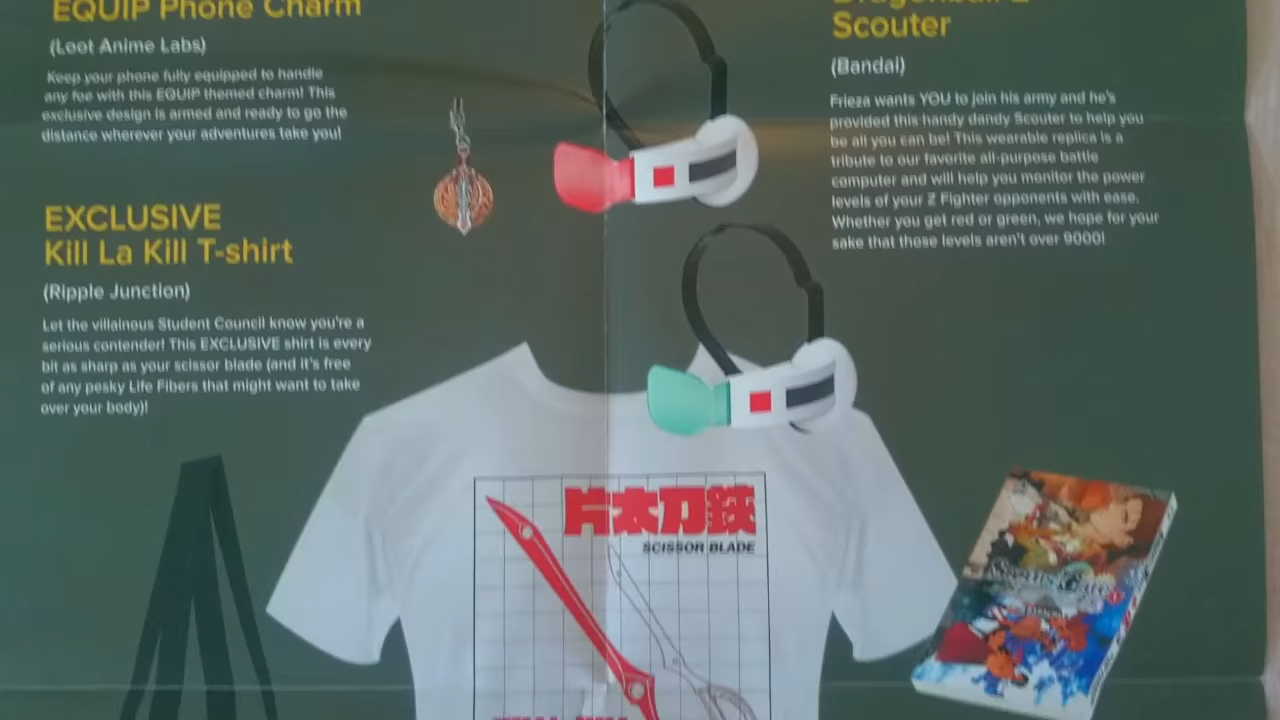 EQUIP Phone Charm
(Loot Anime Labs)
Keep your phone fully equipped to handle
any foe with this EQUIP themed charm! This
exclusive design is armed and ready to go the
distance wherever your adventures take you!
EXCLUSIVE
Kill La Kill T-shirt
(Ripple Junction)
Let the villainous Student Council know you're a
serious contender! This EXCLUSIVE shirt is every
bit as sharp as your scissor blade (and it's free
of any pesky Life Fibers that might want to take
over your body)!
Scouter
(Bandai)
Frieza wants YOU to join his army and he's
provided this handy dandy Scouter to help you
be all you can be! This wearable replica is a
tribute to our favorite all-purpose battle
computer and will help you monitor the power
levels of your Z Fighter opponents with ease.
Whether you get red or green, we hope for your
sake that those levels aren't over 9000!
片太刀鋏
SCISSOR BLADE